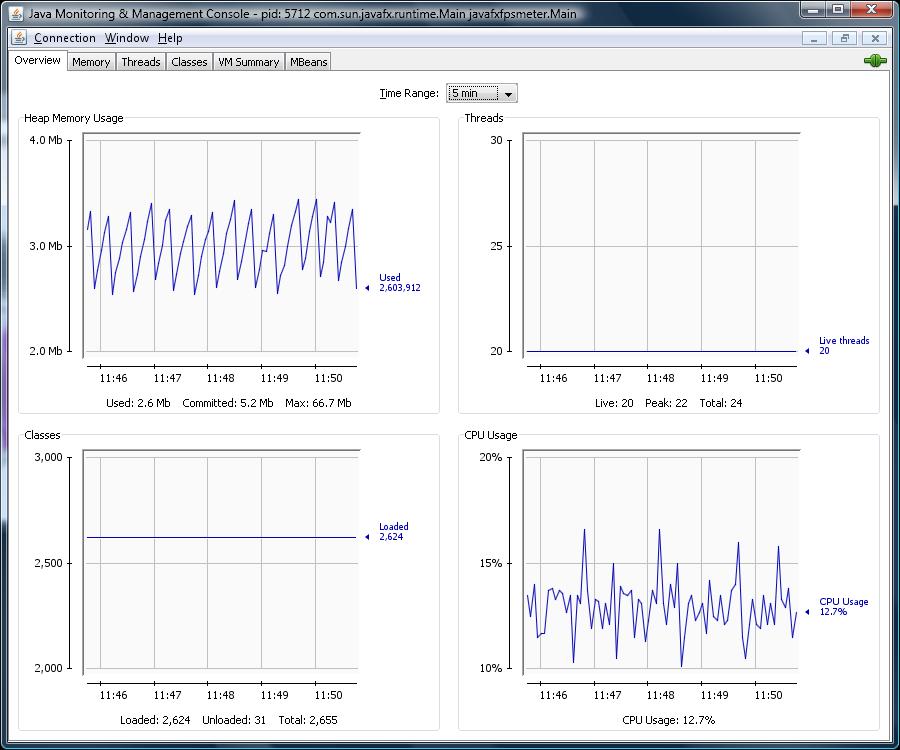 Java Monitoring & Management Console - pid: 5712 com.sun.javafx.runtime.Main javafxfpsmeter.Main
Connection Window Help
Overview Memory Threads Classes VM Summary MBeans
Time Range: 5 min
Heap Memory Usage
4.0 Mb
3.0 Mb
2.0 Mb
Used
2,603,912
11:46 11:47 11:48 11:49 11:50
Used: 2.6 Mb Committed: 5.2 Mb Max: 66.7 Mb
Threads
30
25
20
Live threads
20
11:46 11:47 11:48 11:49 11:50
Live: 20 Peak: 22 Total: 24
Classes
3,000
2,500
2,000
Loaded
2,624
11:46 11:47 11:48 11:49 11:50
Loaded: 2,624 Unloaded: 31 Total: 2,655
CPU Usage
20%
15%
10%
CPU Usage
12.7%
11:46 11:47 11:48 11:49 11:50
CPU Usage: 12.7%